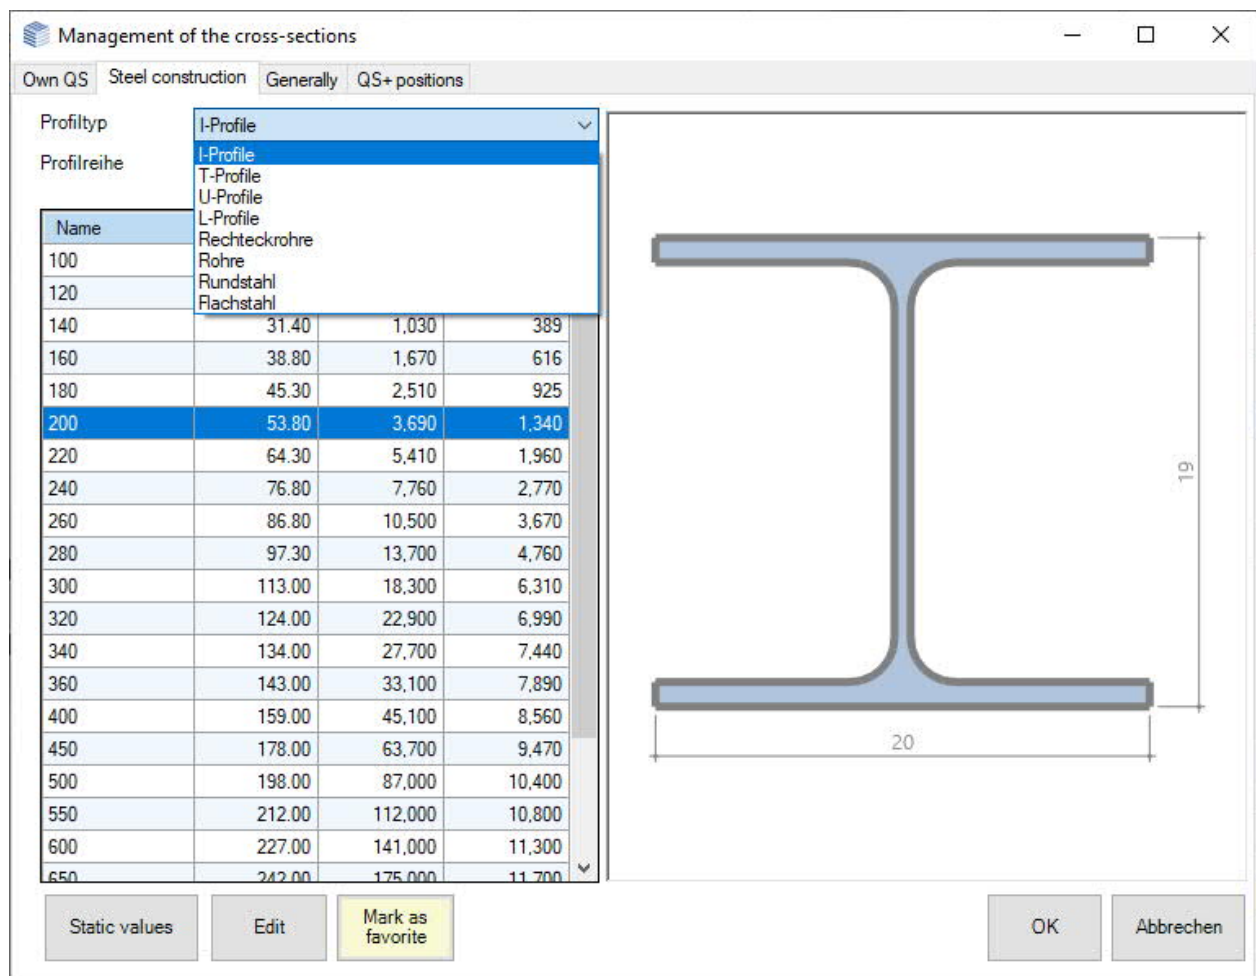 Management of the cross-sections
Own QS Steel construction Generally QS+ positions
Profiltyp I-Profile
Profilreihe
I-Profile
T-Profile
U-Profile
L-Profile
Rechteckrohre
Rohre
Rundstahl
Flachstahl
Name
100
120
140 31.40 1,030 389
160 38.80 1,670 616
180 45.30 2,510 925
200 53.80 3,690 1,340
220 64.30 5,410 1,960
240 76.80 7,760 2,770
260 86.80 10,500 3,670
280 97.30 13,700 4,760
300 113.00 18,300 6,310
320 124.00 22,900 6,990
340 134.00 27,700 7,440
360 143.00 33,100 7,890
400 159.00 45,100 8,560
450 178.00 63,700 9,470
500 198.00 87,000 10,400
550 212.00 112,000 10,800
600 227.00 141,000 11,300
650 242.00 175,000 11,700
19
20
Static values Edit Mark as
favorite OK Abbrechen